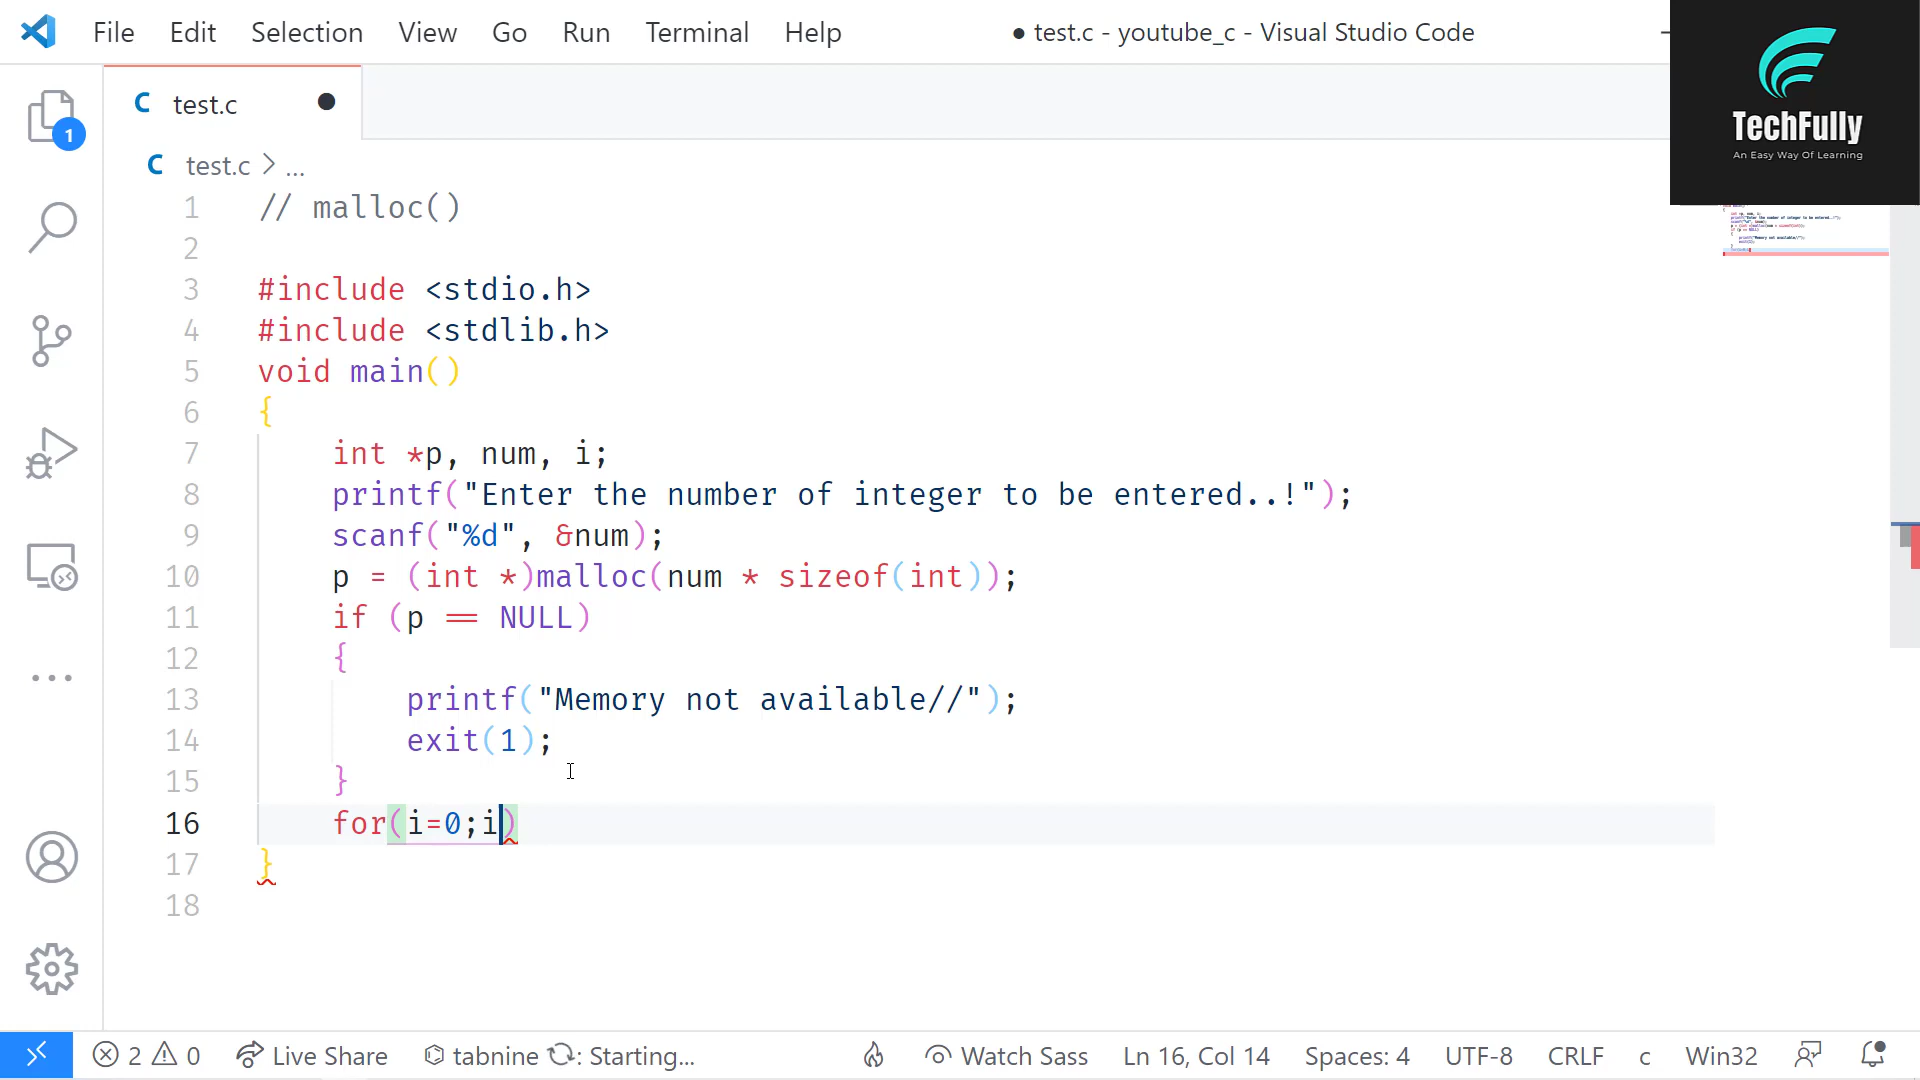 File Edit Selection View Go Run Terminal Help
● test.c - youtube_c - Visual Studio Code
TechFully
An Easy Way Of Learning
C test.c ●
1
C test.c > ...
1 // malloc()
2
3 #include <stdio.h>
4 #include <stdlib.h>
5 void main()
6 {
7 int *p, num, i;
8 printf("Enter the number of integer to be entered..!");
9 scanf("%d", &num);
10 p = (int *)malloc(num * sizeof(int));
11 if (p == NULL)
12 {
13 printf("Memory not available//");
14 exit(1);
15 }
16 for(i=0;i)
17 }
18
2 0 Live Share tabnine : Starting... Watch Sass Ln 16, Col 14 Spaces: 4 UTF-8 CRLF c Win32